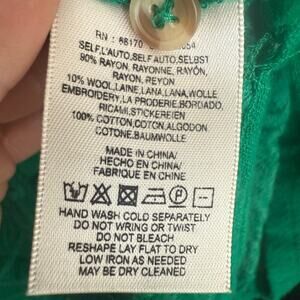 RN : 66170
SELF,L'AUTO,SELF,AUTO,SELBST
90% RAYON, RAYONNE, RAYÓN,
RAYON, REYON
10% WOOL,LAINE,LANA,LANA,WOLLE
EMBROIDERY,LA BRODERIE,BORDADO,
RICAMI,STICKEREIEN
100% COTTON,COTON,ALGODON
COTONE,BAUMWOLLE
MADE IN CHINA/
HECHO EN CHINA/
FABRIQUE EN CHINE
HAND WASH COLD SEPARATELY
DO NOT WRING OR TWIST
DO NOT BLEACH
RESHAPE LAY FLAT TO DRY
LOW IRON AS NEEDED
MAY BE DRY CLEANED